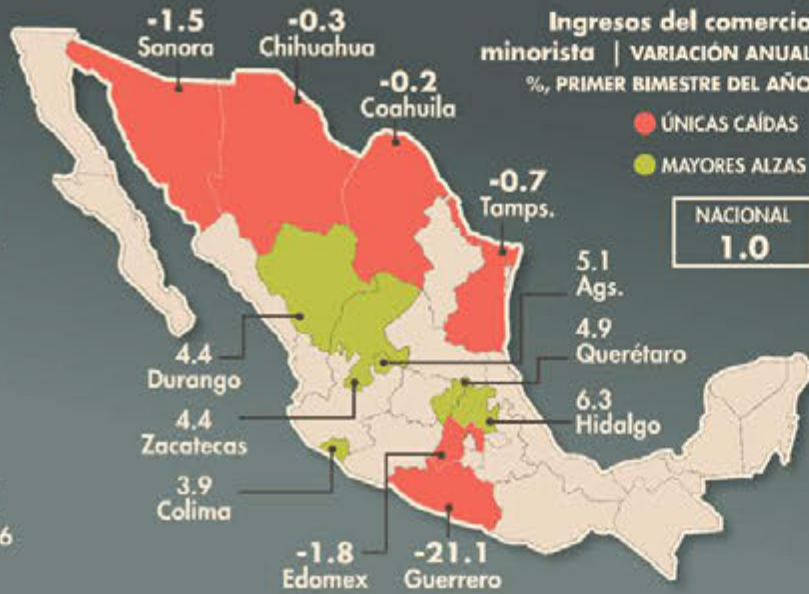 Ingresos del comercio
minorista | VARIACIÓN ANUAL
%, PRIMER BIMESTRE DEL AÑO
ÚNICAS CAÍDAS
MAYORES ALZAS
NACIONAL
1.0
-1.5
Sonora
-0.3
Chihuahua
-0.2
Coahuila
-0.7
Tamps.
5.1
Ags.
4.9
Querétaro
6.3
Hidalgo
4.4
Durango
4.4
Zacatecas
3.9
Colima
-1.8
Edomex
-21.1
Guerrero
6